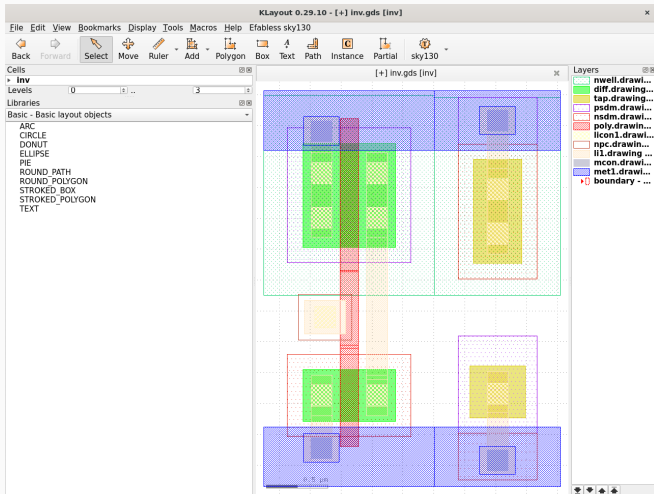 KLayout 0.29.10 - [+] inv.gds [inv]
File Edit View Bookmarks Display Tools Macros Help Efabless sky130
Back Forward Select Move Ruler Add Polygon Box Text Path Instance Partial sky130
Cells
inv
Levels 0 .. 3
Libraries
Basic - Basic layout objects
ARC
CIRCLE
DONUT
ELLIPSE
PIE
ROUND_PATH
ROUND_POLYGON
STROKED_BOX
STROKED_POLYGON
TEXT
[+] inv.gds [inv]
0.5 µm
Layers
nwell.drawi...
diff.drawing...
tap.drawing...
psdm.drawi...
nsdm.drawi...
poly.drawin...
licon1.drawi...
npc.drawin...
li1.drawing ...
mcon.drawi...
met1.drawi...
boundary - ...